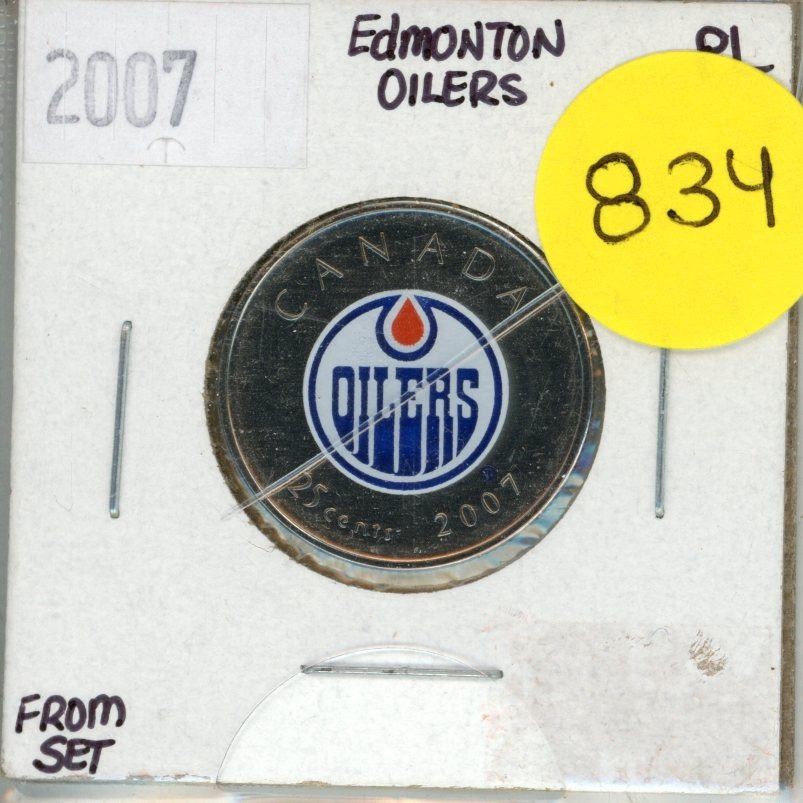 2007
EdmONTON
OILERS
PL
834
CANADA
OILERS
25 cents 2007
FROM
SET